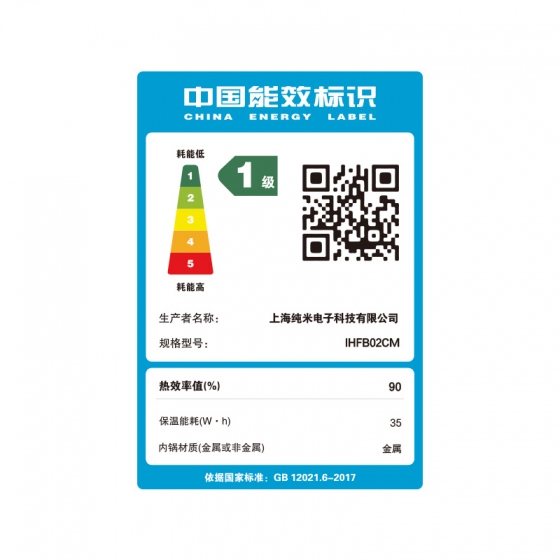 中国能效标识
CHINA ENERGY LABEL
耗能低
1
2
3
4
5
耗能高
1级
生产者名称： 上海纯米电子科技有限公司
规格型号： IHFB02CM
热效率值(%) 90
保温能耗(W·h) 35
内锅材质(金属或非金属) 金属
依据国家标准：GB 12021.6-2017